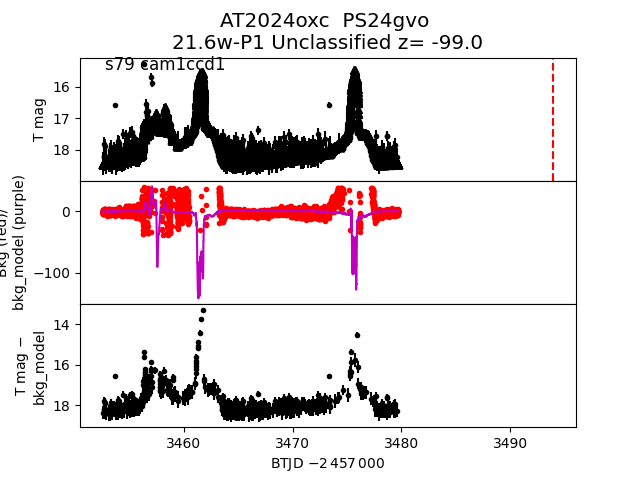 AT2024oxc  PS24gvo
21.6w-P1 Unclassified z= -99.0
s79 cam1ccd1
T mag
16
17
18
Bkg (red)/
bkg_model (purple)
0
−100
T mag −
bkg_model
14
16
18
3460 3470 3480 3490
BTJD −2 457 000